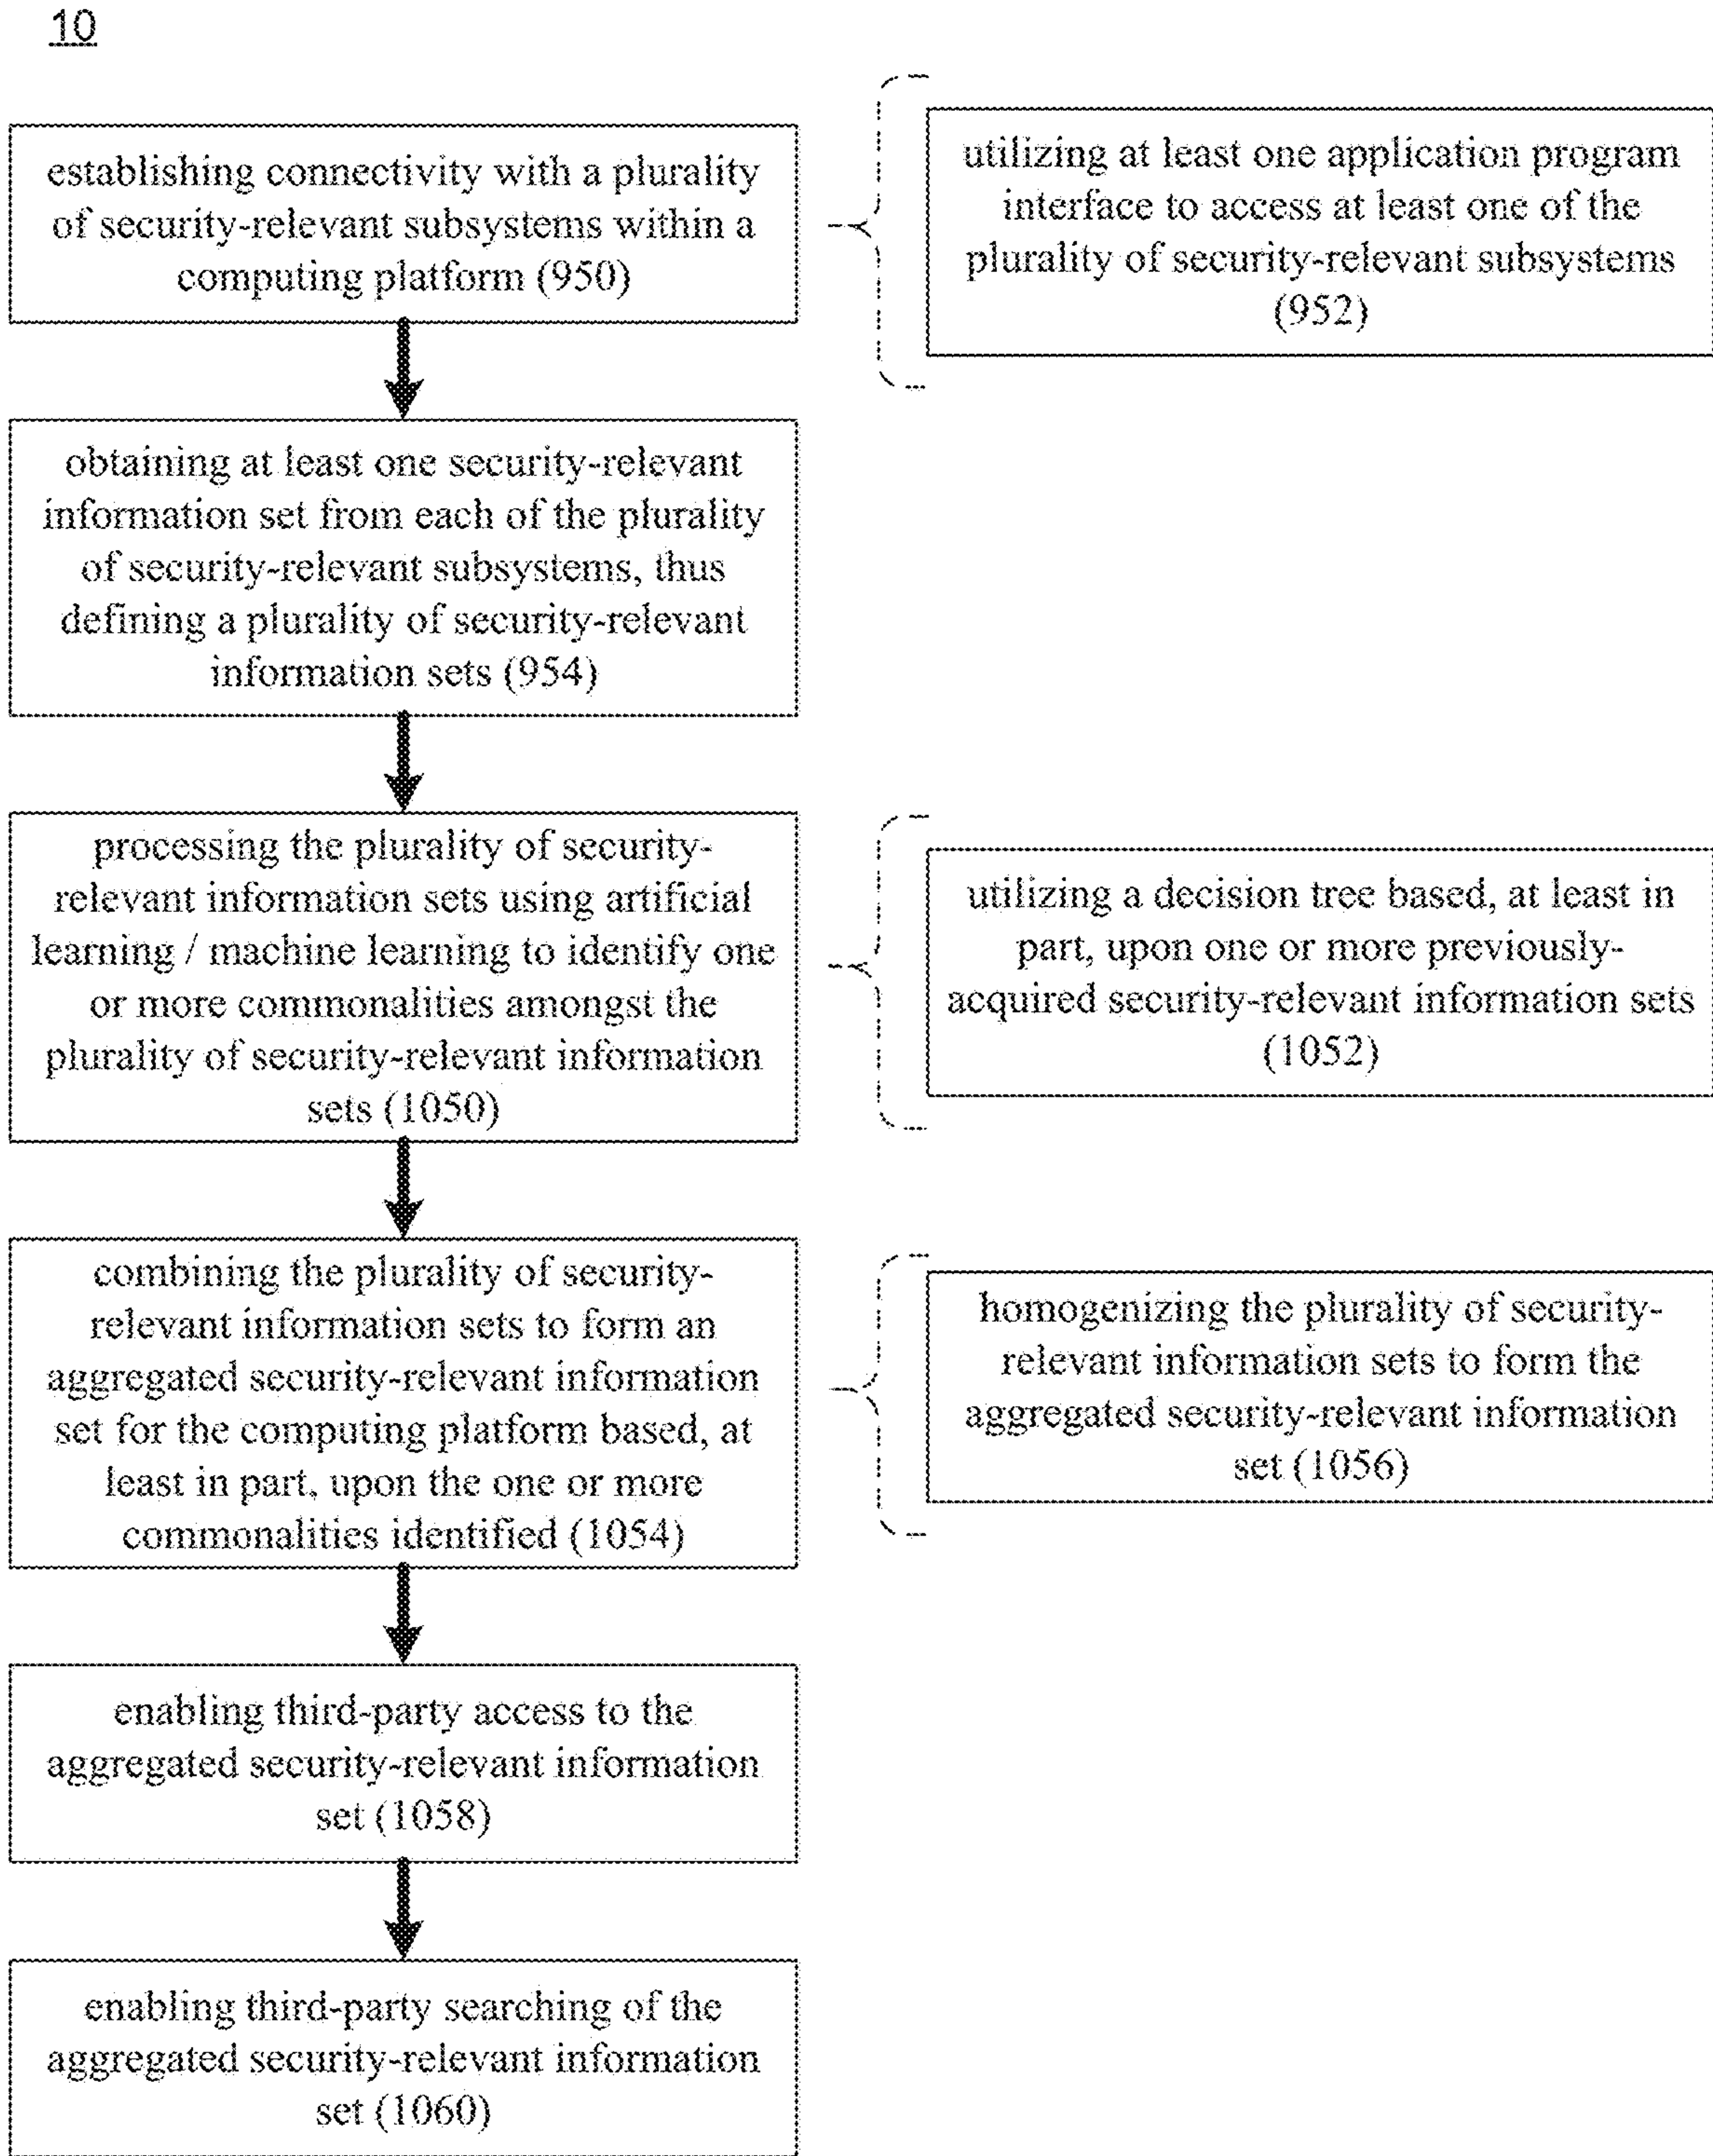 10
establishing connectivity with a plurality
of security-relevant subsystems within a
computing platform (950)
utilizing at least one application program
interface to access at least one of the
plurality of security-relevant subsystems
(952)
obtaining at least one security-relevant
information set from each of the plurality
of security-relevant subsystems, thus
defining a plurality of security-relevant
information sets (954)
processing the plurality of security-
relevant information sets using artificial
learning / machine learning to identify one
or more commonalities amongst the
plurality of security-relevant information
sets (1050)
utilizing a decision tree based, at least in
part, upon one or more previously-
acquired security-relevant information sets
(1052)
combining the plurality of security-
relevant information sets to form an
aggregated security-relevant information
set for the computing platform based, at
least in part, upon the one or more
commonalities identified (1054)
homogenizing the plurality of security-
relevant information sets to form the
aggregated security-relevant information
set (1056)
enabling third-party access to the
aggregated security-relevant information
set (1058)
enabling third-party searching of the
aggregated security-relevant information
set (1060)